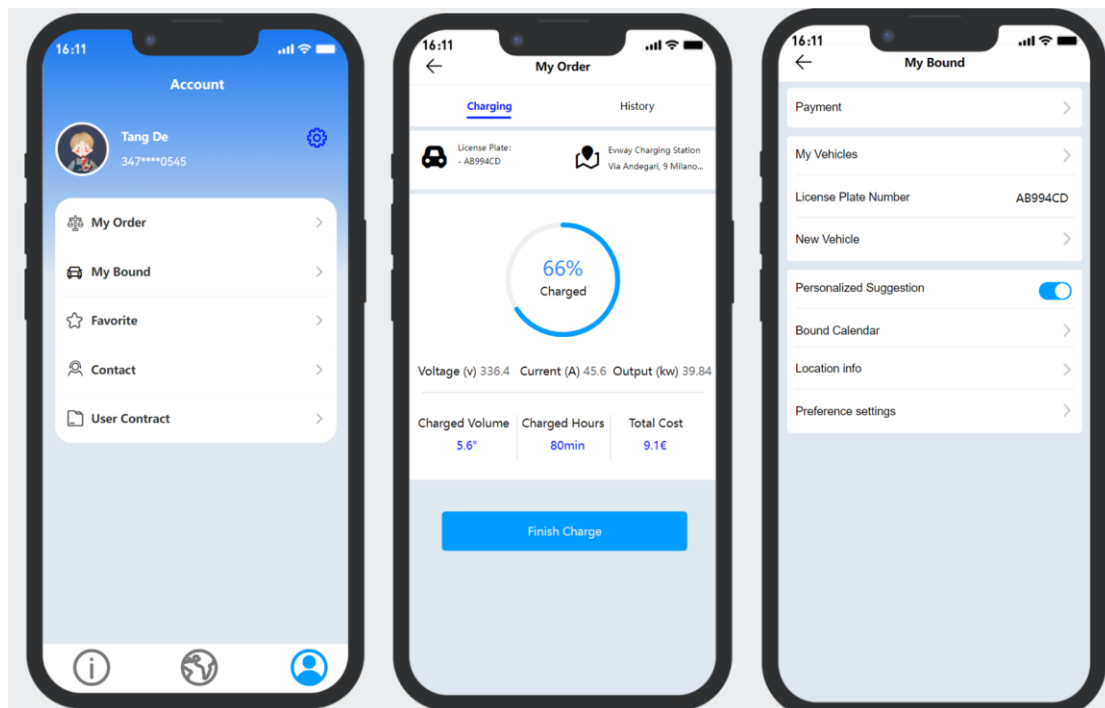 16:11
Account
Tang De
347****0545
My Order
My Bound
Favorite
Contact
User Contract
16:11
My Order
Charging History
License Plate:
- AB994CD
Evway Charging Station
Via Andegari, 9 Milano...
66%
Charged
Voltage (v) 336.4 Current (A) 45.6 Output (kw) 39.84
Charged Volume Charged Hours Total Cost
5.6° 80min 9.1€
Finish Charge
16:11
My Bound
Payment
My Vehicles
License Plate Number AB994CD
New Vehicle
Personalized Suggestion
Bound Calendar
Location info
Preference settings